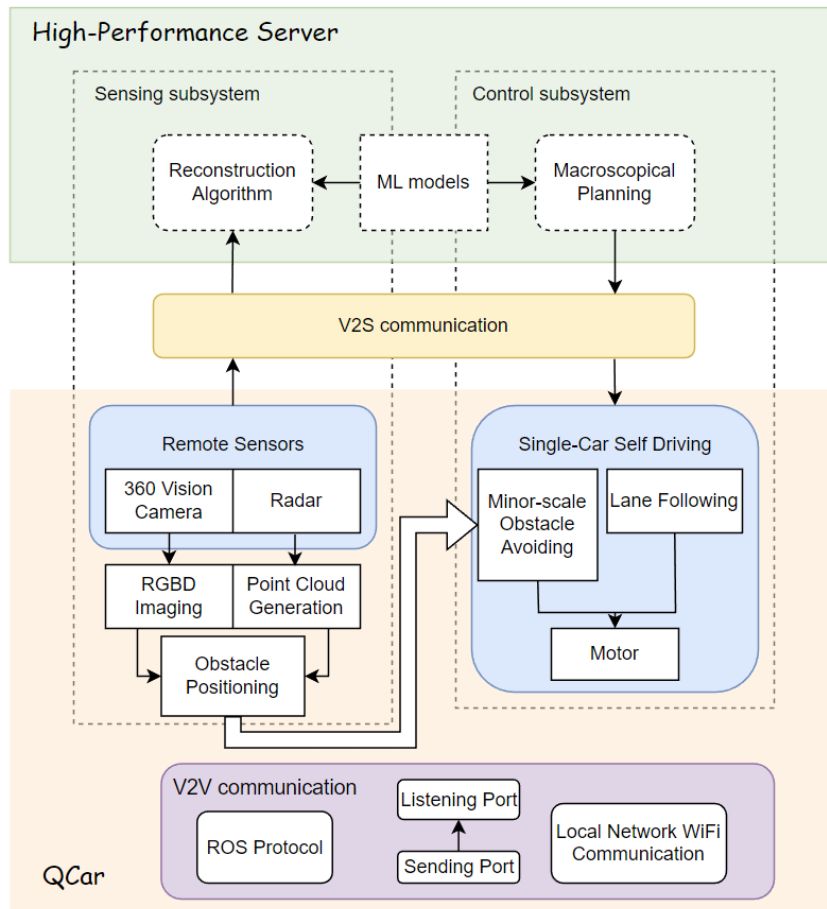 High-Performance Server
Sensing subsystem
Control subsystem
Reconstruction
Algorithm
ML models
Macroscopical
Planning
V2S communication
Remote Sensors
360 Vision
Camera
Radar
RGBD
Imaging
Point Cloud
Generation
Obstacle
Positioning
Single-Car Self Driving
Minor-scale
Obstacle
Avoiding
Lane Following
Motor
V2V communication
ROS Protocol
Listening Port
Sending Port
Local Network WiFi
Communication
QCar